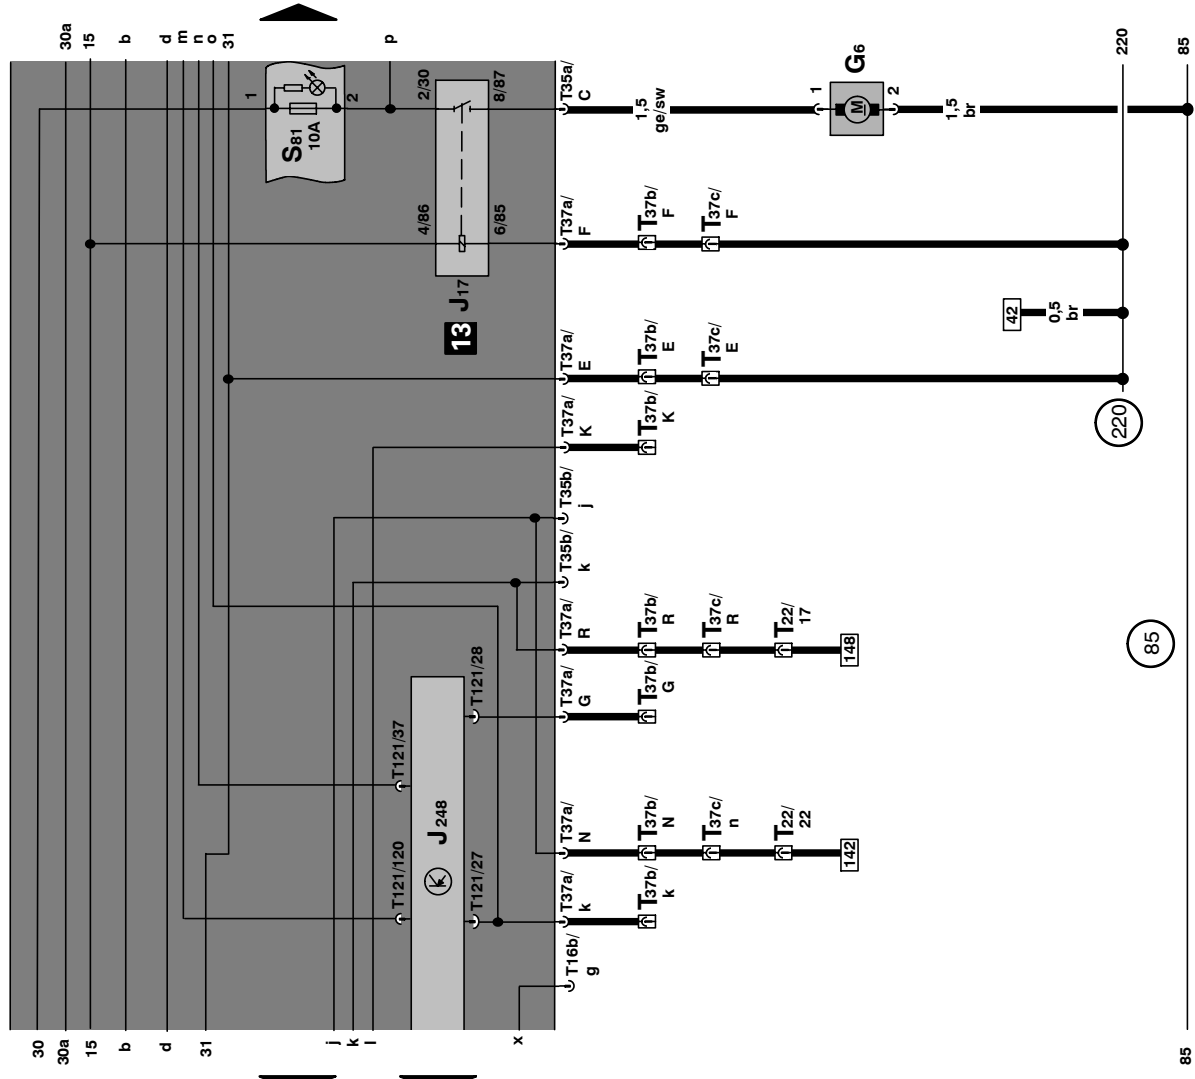 30a
15
b
d
m
n
o
31
p
1
2
S81
10A
2/30
8/87
4/86
6/85
13 J17
T35a/
C
1,5
ge/sw
1
G6
M
2
1,5
br
220
85
T37a/
F
T37b/
F
T37c/
F
42
0,5
br
T37a/
E
T37b/
E
T37c/
E
T37a/
K
T37b/
K
220
T35b/
j
T35b/
k
T37a/
R
T37b/
R
T37c/
R
T22/
17
148
85
T121/28
T37a/
G
T37b/
G
T121/37
J248
T121/120
T121/27
T37a/
N
T37b/
N
T37c/
n
T22/
22
142
T37a/
k
T37b/
k
T16b/
g
30
30a
15
b
d
31
j
k
l
x
85